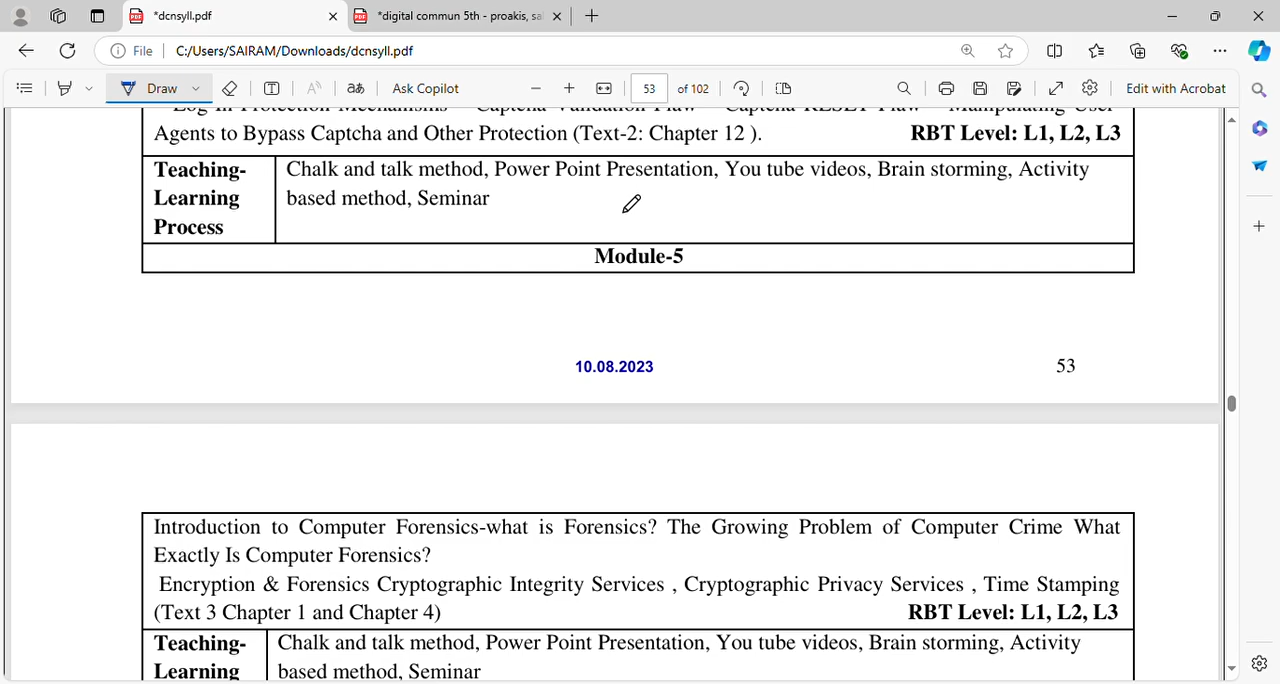 *dcnsyll.pdf
*digital commun 5th - proakis, sa
File
C:/Users/SAIRAM/Downloads/dcnsyll.pdf
Draw
Ask Copilot
53 of 102
Edit with Acrobat
Agents to Bypass Captcha and Other Protection (Text-2: Chapter 12 ). RBT Level: L1, L2, L3
Teaching-
Learning
Process
Chalk and talk method, Power Point Presentation, You tube videos, Brain storming, Activity
based method, Seminar
Module-5
10.08.2023
53
Introduction to Computer Forensics-what is Forensics? The Growing Problem of Computer Crime What
Exactly Is Computer Forensics?
Encryption & Forensics Cryptographic Integrity Services , Cryptographic Privacy Services , Time Stamping
(Text 3 Chapter 1 and Chapter 4) RBT Level: L1, L2, L3
Teaching-
Learning
Chalk and talk method, Power Point Presentation, You tube videos, Brain storming, Activity
based method, Seminar